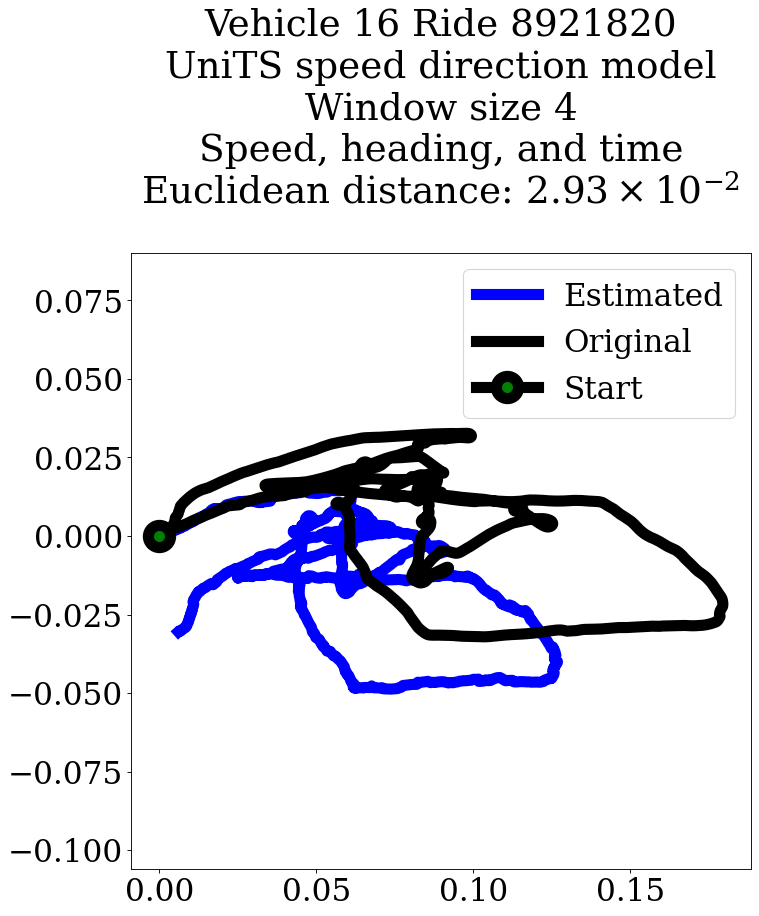 Vehicle 16 Ride 8921820
UniTS speed direction model
Window size 4
Speed, heading, and time
Euclidean distance: 2.93 × 10⁻²
Estimated
Original
Start
0.075
0.050
0.025
0.000
−0.025
−0.050
−0.075
−0.100
0.00 0.05 0.10 0.15